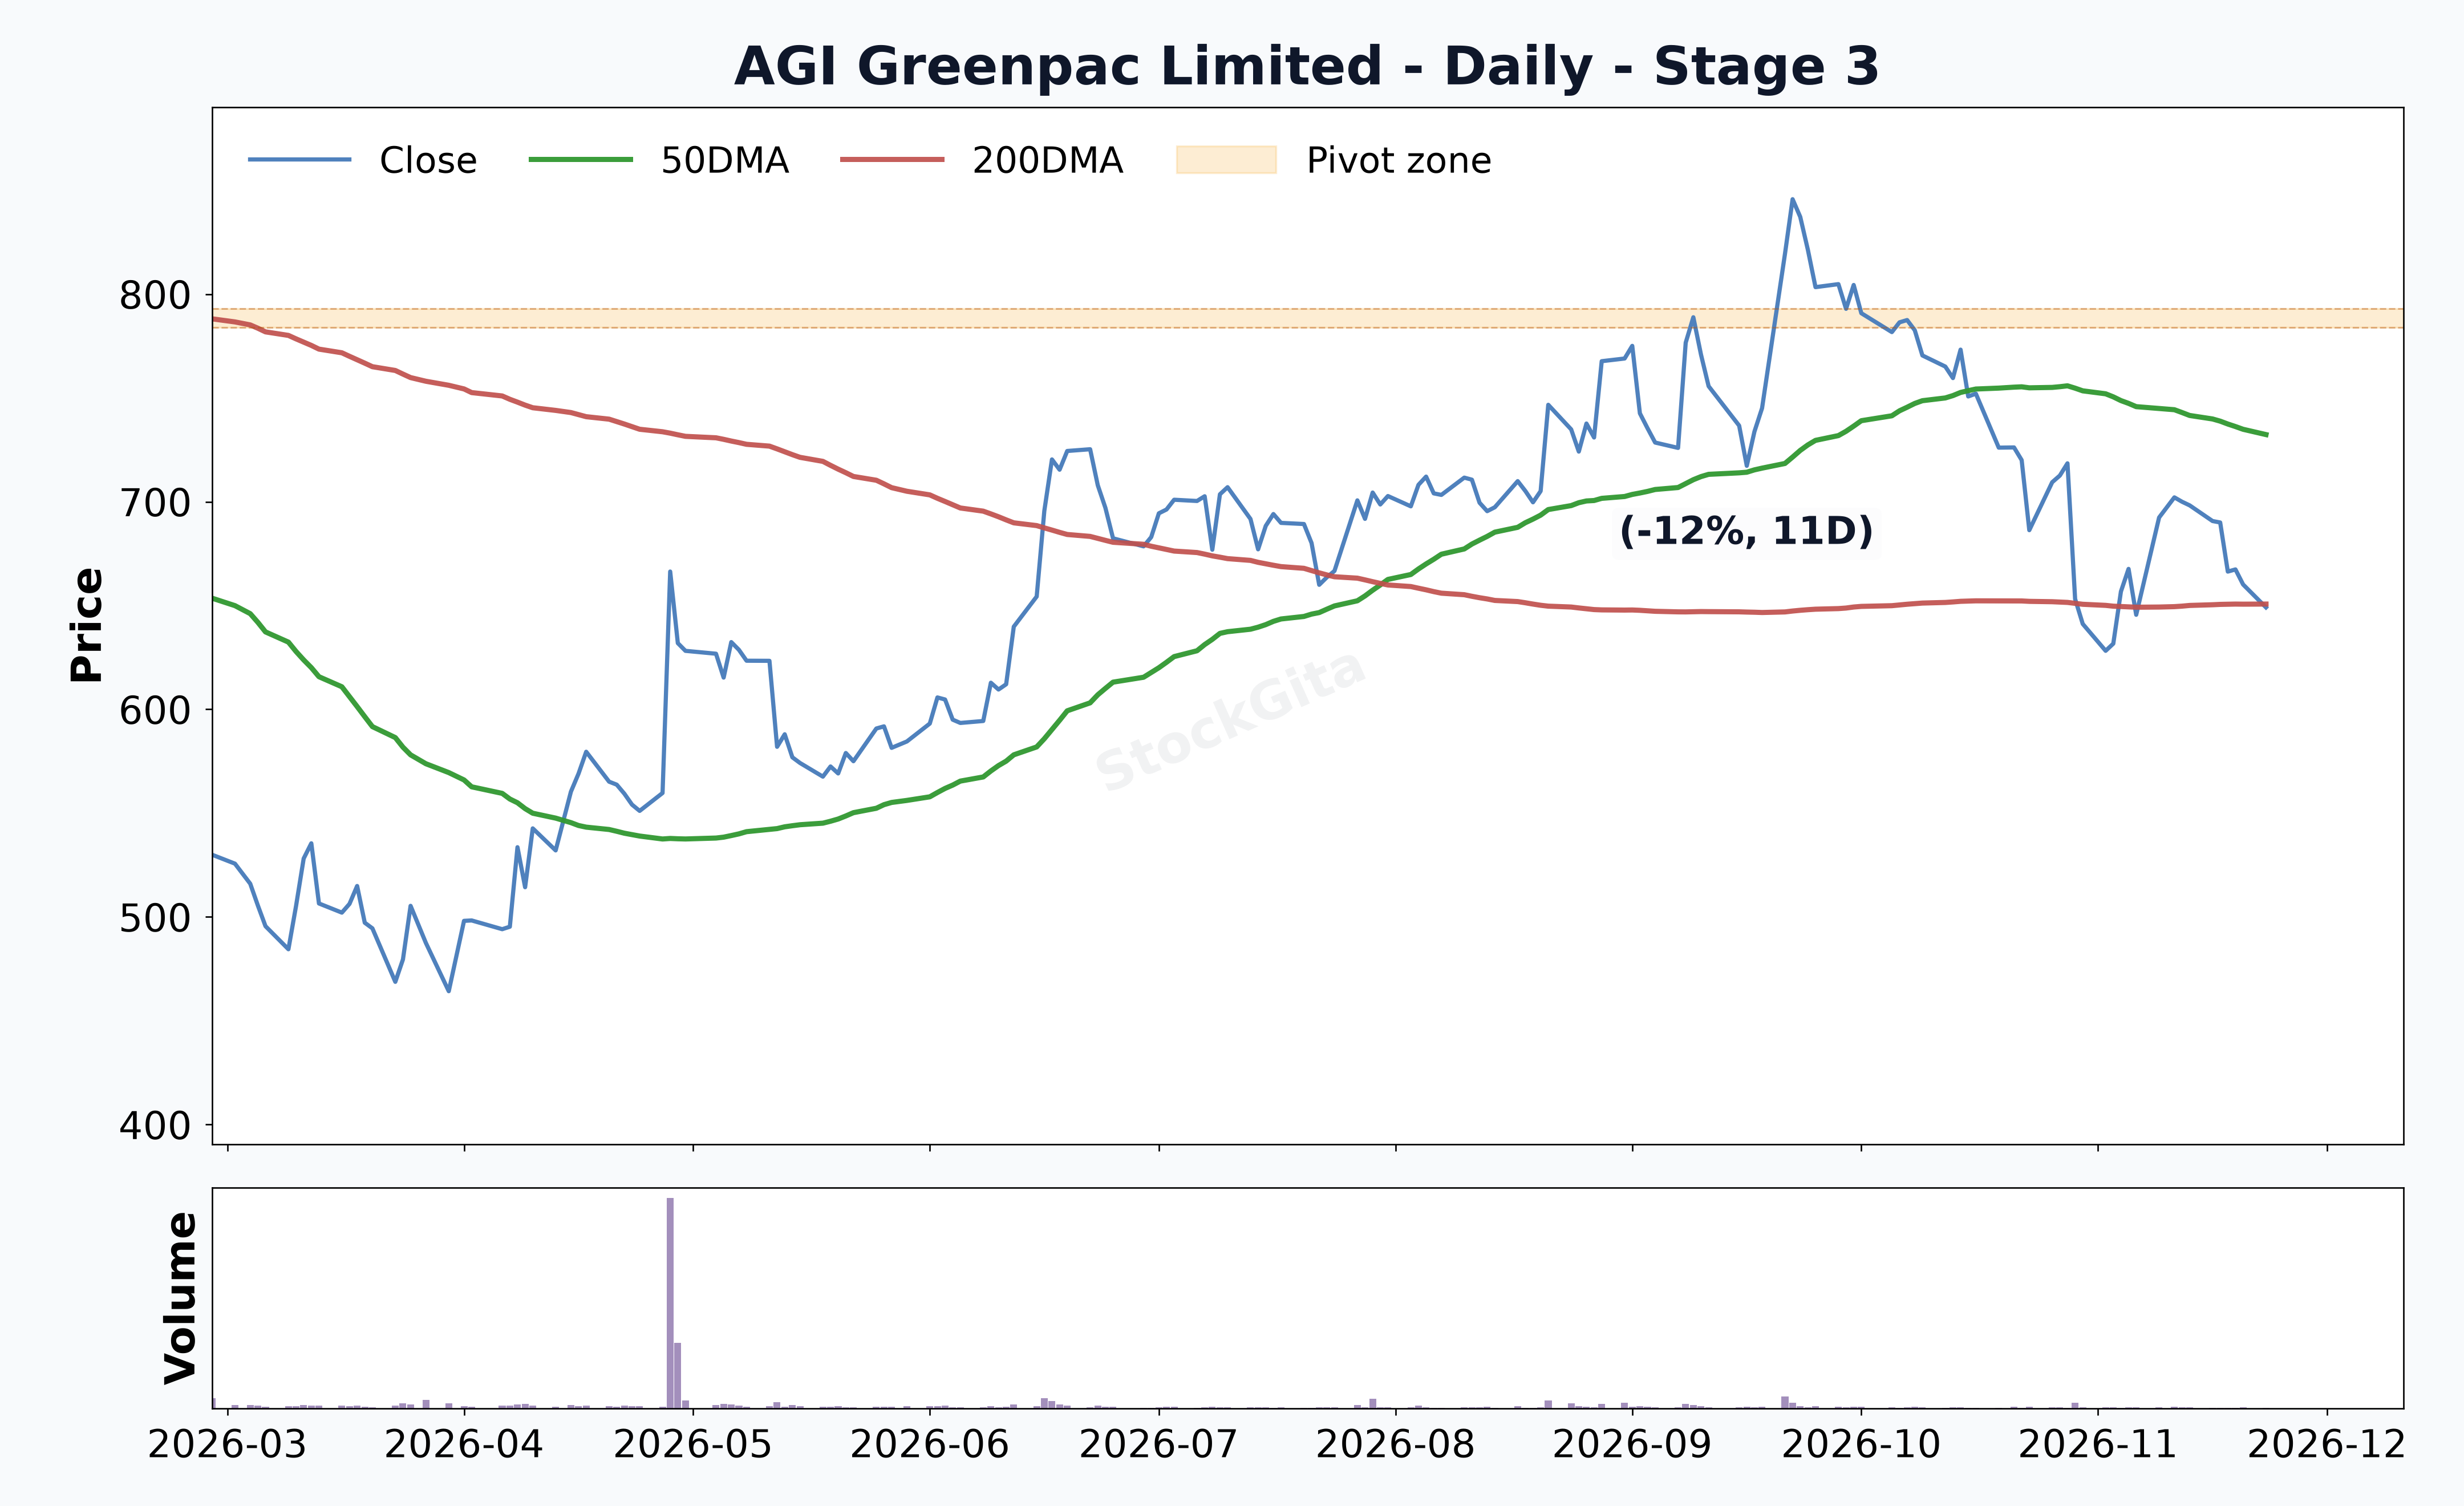 AGI Greenpac Limited - Daily - Stage 3
Close 50DMA 200DMA Pivot zone
800
700
600
500
400
Price
(-12%, 11D)
StockGita
Volume
2026-03 2026-04 2026-05 2026-06 2026-07 2026-08 2026-09 2026-10 2026-11 2026-12